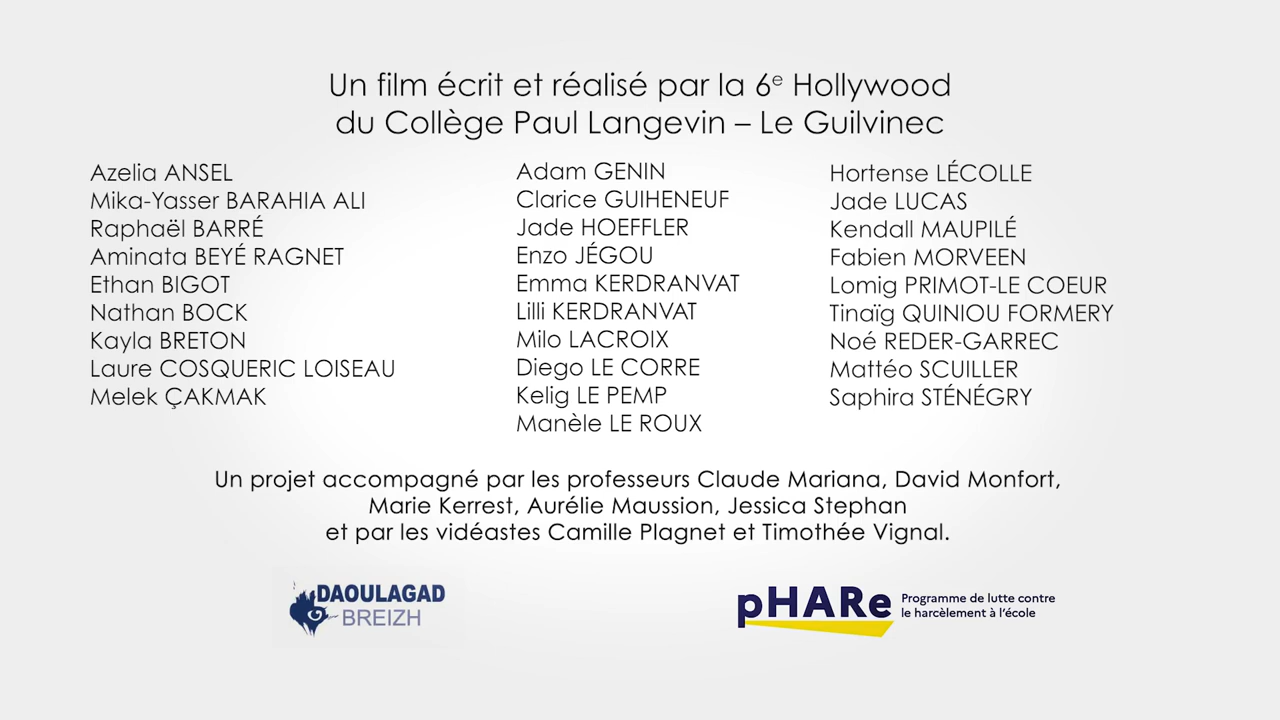 Un film écrit et réalisé par la 6e Hollywood
du Collège Paul Langevin – Le Guilvinec
Azelia ANSEL
Mika-Yasser BARAHIA ALI
Raphaël BARRÉ
Aminata BEYÉ RAGNET
Ethan BIGOT
Nathan BOCK
Kayla BRETON
Laure COSQUERIC LOISEAU
Melek ÇAKMAK
Adam GENIN
Clarice GUIHENEUF
Jade HOEFFLER
Enzo JÉGOU
Emma KERDRANVAT
Lilli KERDRANVAT
Milo LACROIX
Diego LE CORRE
Kelig LE PEMP
Manèle LE ROUX
Hortense LÉCOLLE
Jade LUCAS
Kendall MAUPILÉ
Fabien MORVEEN
Lomig PRIMOT-LE COEUR
Tinaïg QUINIOU FORMERY
Noé REDER-GARREC
Mattéo SCUILLER
Saphira STÉNÉGRY
Un projet accompagné par les professeurs Claude Mariana, David Monfort,
Marie Kerrest, Aurélie Maussion, Jessica Stephan
et par les vidéastes Camille Plagnet et Timothée Vignal.
DAOULAGAD
BREIZH
pHARe
Programme de lutte contre
le harcèlement à l'école